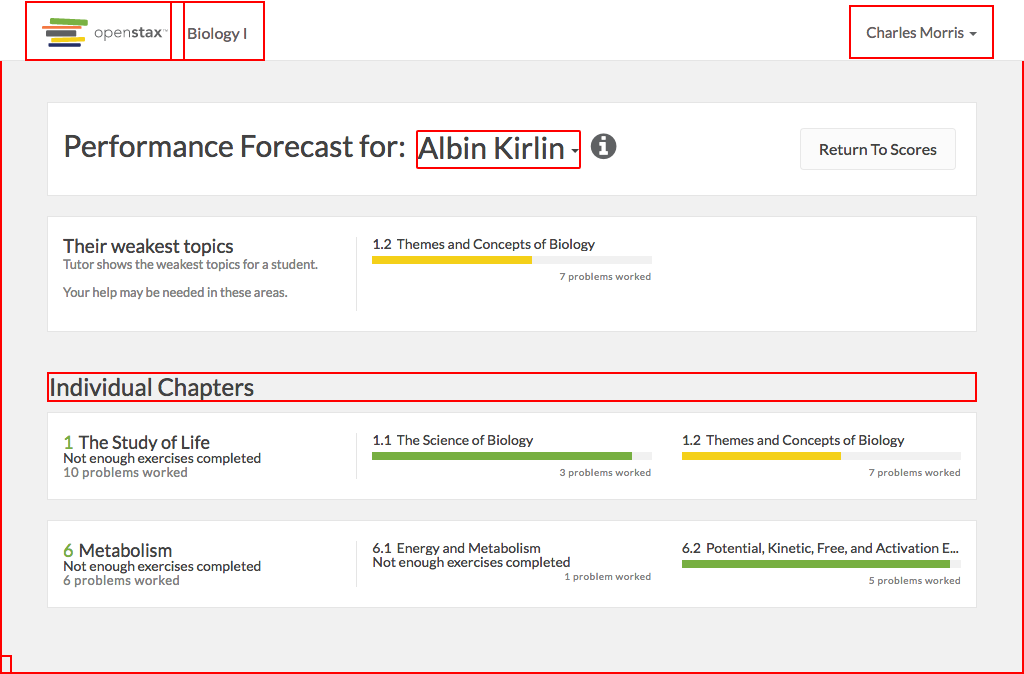 openstax™ Biology I Charles Morris
Performance Forecast for: Albin Kirlin
Return To Scores
Their weakest topics
Tutor shows the weakest topics for a student.
Your help may be needed in these areas.
1.2 Themes and Concepts of Biology
7 problems worked
Individual Chapters
1 The Study of Life
Not enough exercises completed
10 problems worked
1.1 The Science of Biology
3 problems worked
1.2 Themes and Concepts of Biology
7 problems worked
6 Metabolism
Not enough exercises completed
6 problems worked
6.1 Energy and Metabolism
Not enough exercises completed
1 problem worked
6.2 Potential, Kinetic, Free, and Activation E...
5 problems worked